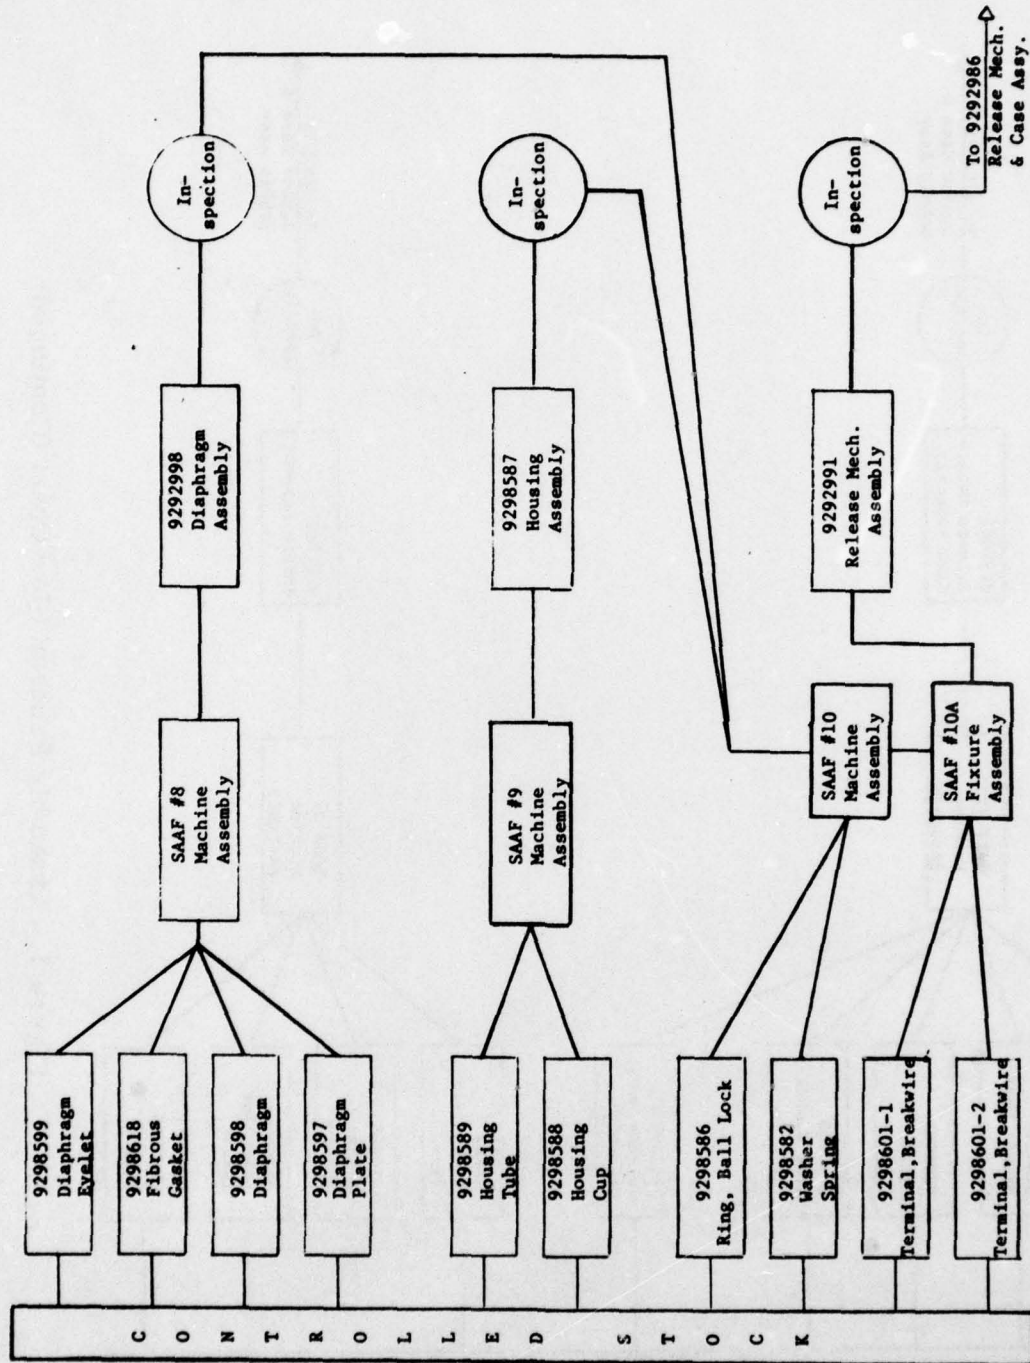 CONTROLLED STOCK
9298599
Diaphragm
Eyelet
9298618
Fibrous
Gasket
9298598
Diaphragm
9298597
Diaphragm
Plate
9298589
Housing
Tube
9298588
Housing
Cup
9298586
Ring, Ball Lock
9298582
Washer
Spring
9298601-1
Terminal,Breakwire
9298601-2
Terminal,Breakwire
SAAF #8
Machine
Assembly
SAAF #9
Machine
Assembly
SAAF #10
Machine
Assembly
SAAF #10A
Fixture
Assembly
9292998
Diaphragm
Assembly
9298587
Housing
Assembly
9292991
Release Mech.
Assembly
In-
spection
In-
spection
In-
spection
To 9292986
Release Mech.
& Case Assy.